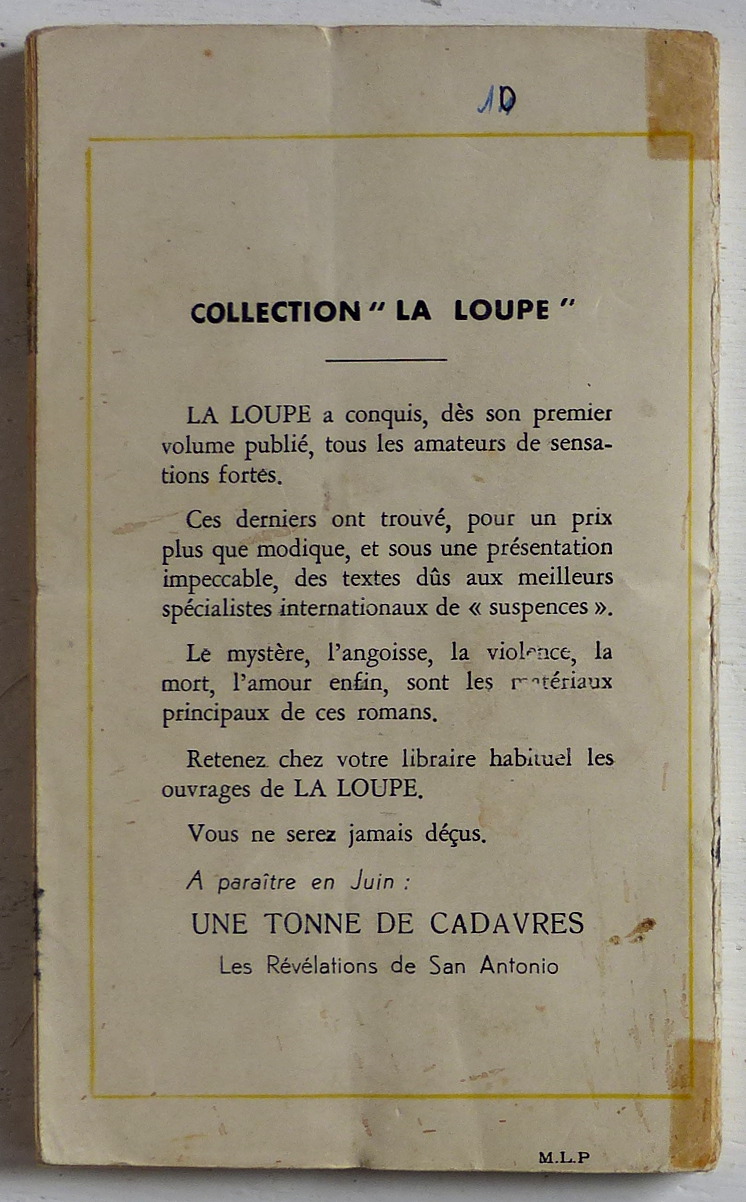 10
COLLECTION " LA LOUPE "
LA LOUPE a conquis, dès son premier
volume publié, tous les amateurs de sensa-
tions fortes.
Ces derniers ont trouvé, pour un prix
plus que modique, et sous une présentation
impeccable, des textes dûs aux meilleurs
spécialistes internationaux de « suspences ».
Le mystère, l'angoisse, la violence, la
mort, l'amour enfin, sont les matériaux
principaux de ces romans.
Retenez chez votre libraire habituel les
ouvrages de LA LOUPE.
Vous ne serez jamais déçus.
A paraître en Juin :
UNE TONNE DE CADAVRES
Les Révélations de San Antonio
M.L.P